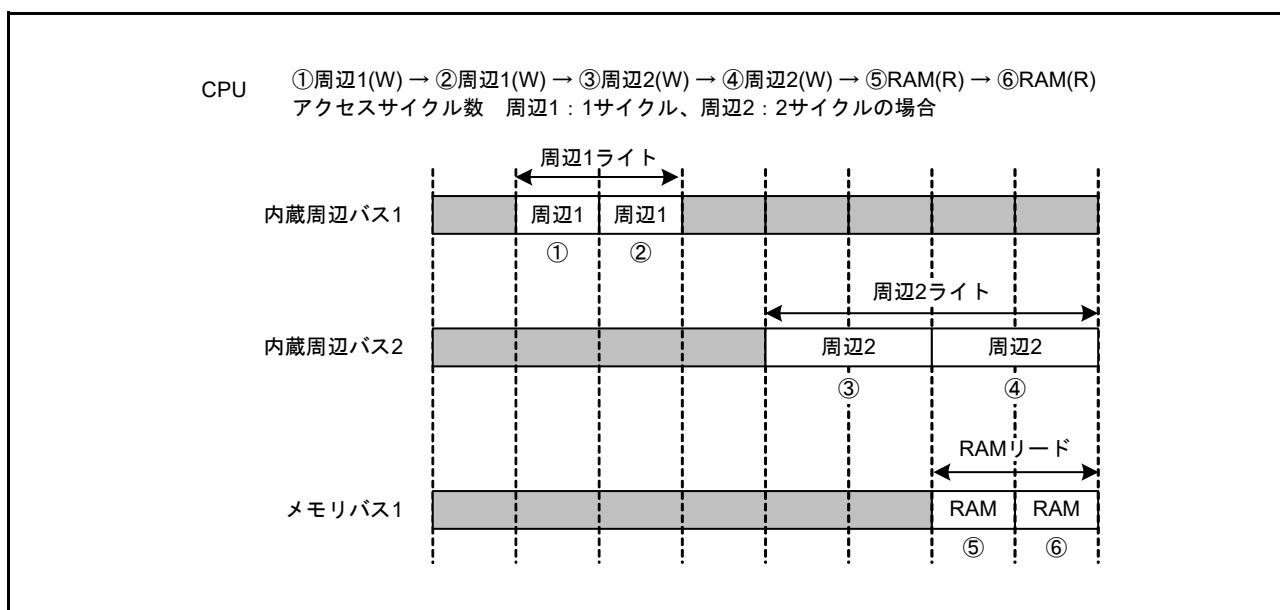 CPU ①周辺1(W) → ②周辺1(W) → ③周辺2(W) → ④周辺2(W) → ⑤RAM(R) → ⑥RAM(R)
アクセスサイクル数 周辺1：1サイクル、周辺2：2サイクルの場合
周辺1ライト
内蔵周辺バス1 周辺1 周辺1
① ②
周辺2ライト
内蔵周辺バス2 周辺2 周辺2
③ ④
RAMリード
メモリバス1 RAM RAM
⑤ ⑥